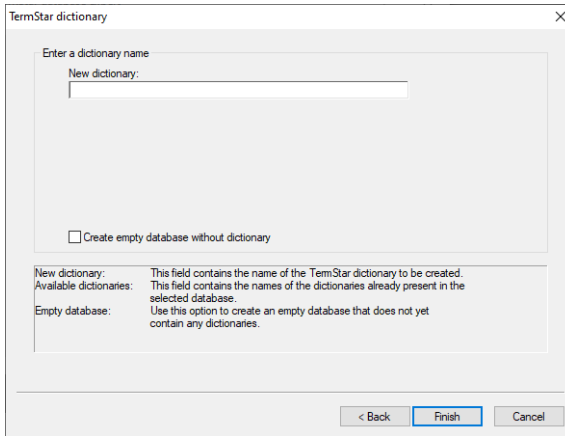 TermStar dictionary
Enter a dictionary name
New dictionary:
Create empty database without dictionary
New dictionary: This field contains the name of the TermStar dictionary to be created.
Available dictionaries: This field contains the names of the dictionaries already present in the
selected database.
Empty database: Use this option to create an empty database that does not yet
contain any dictionaries.
< Back Finish Cancel